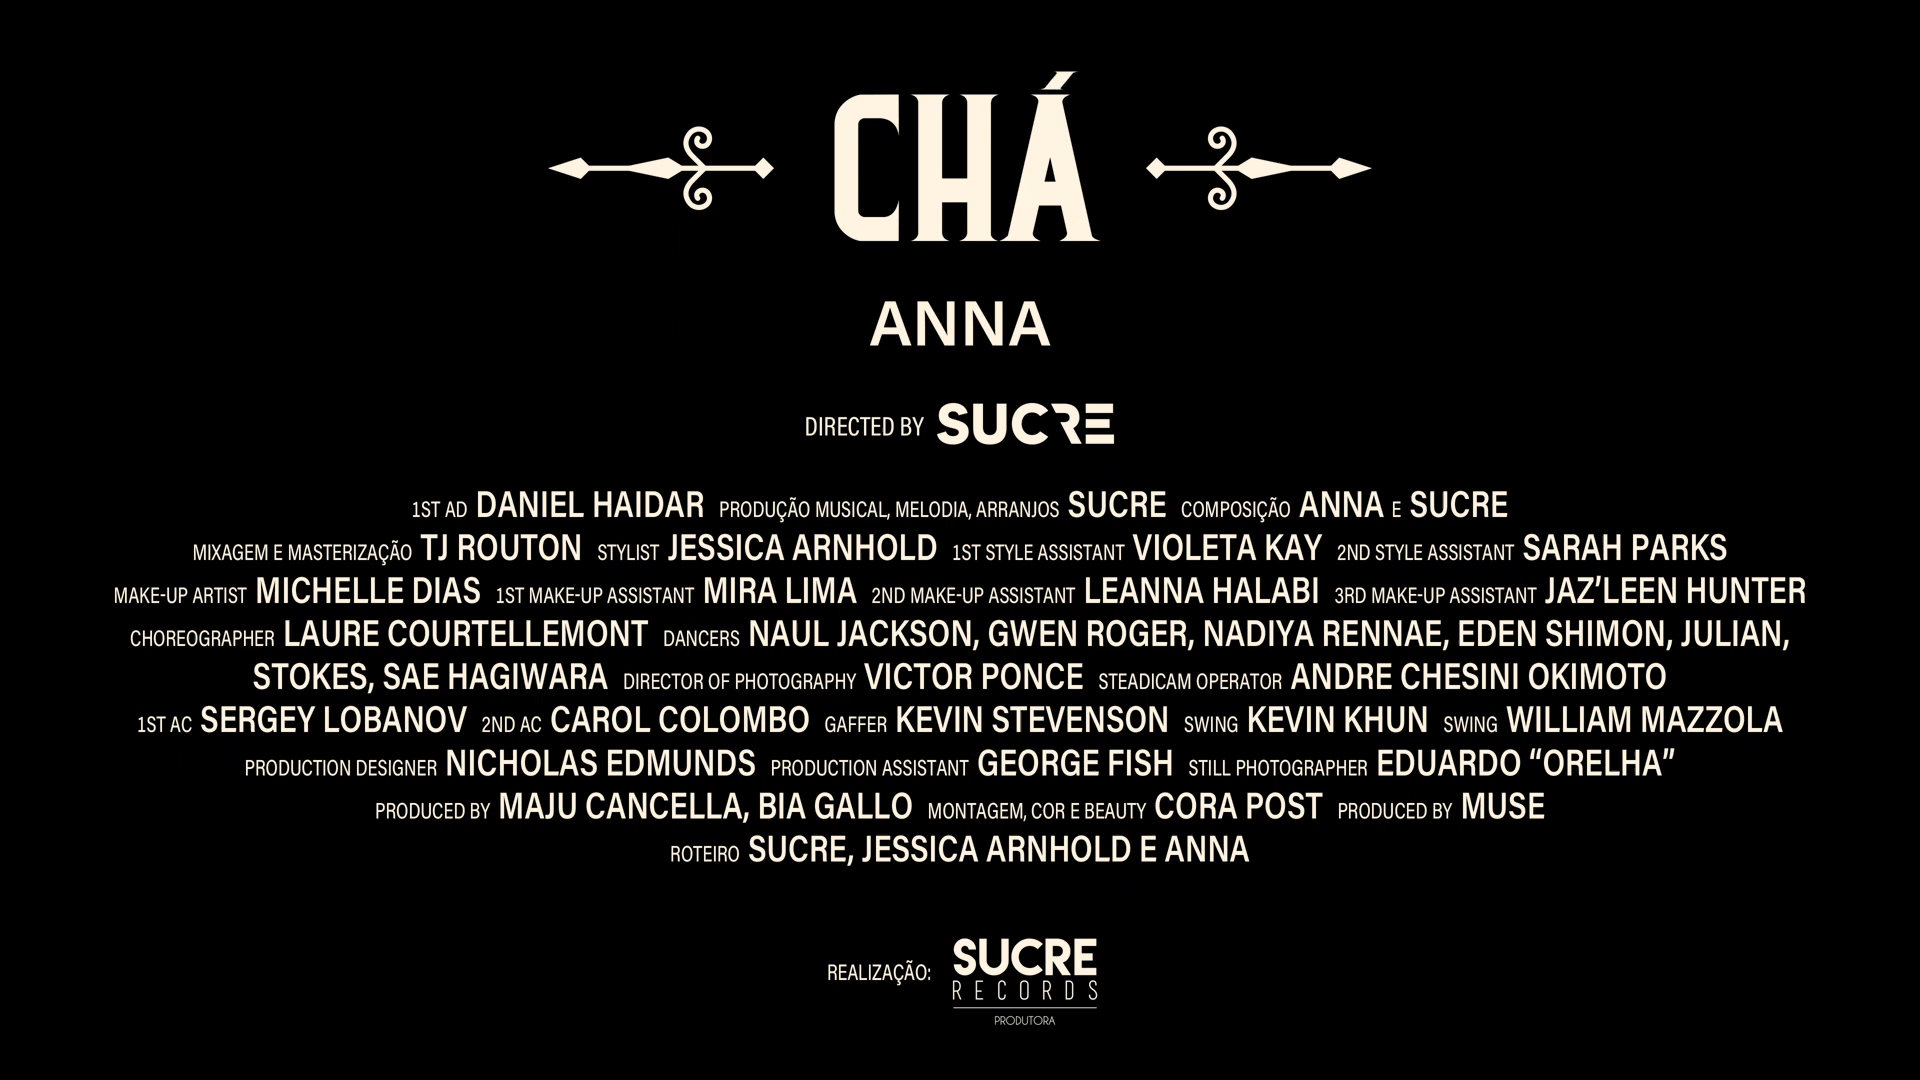 CHÁ
ANNA
DIRECTED BY SUCRE
1ST AD DANIEL HAIDAR PRODUÇÃO MUSICAL, MELODIA, ARRANJOS SUCRE COMPOSIÇÃO ANNA E SUCRE
MIXAGEM E MASTERIZAÇÃO TJ ROUTON STYLIST JESSICA ARNHOLD 1ST STYLE ASSISTANT VIOLETA KAY 2ND STYLE ASSISTANT SARAH PARKS
MAKE-UP ARTIST MICHELLE DIAS 1ST MAKE-UP ASSISTANT MIRA LIMA 2ND MAKE-UP ASSISTANT LEANNA HALABI 3RD MAKE-UP ASSISTANT JAZ’LEEN HUNTER
CHOREOGRAPHER LAURE COURTELLEMONT DANCERS NAUL JACKSON, GWEN ROGER, NADIYA RENNAE, EDEN SHIMON, JULIAN,
STOKES, SAE HAGIWARA DIRECTOR OF PHOTOGRAPHY VICTOR PONCE STEADICAM OPERATOR ANDRE CHESINI OKIMOTO
1ST AC SERGEY LOBANOV 2ND AC CAROL COLOMBO GAFFER KEVIN STEVENSON SWING KEVIN KHUN SWING WILLIAM MAZZOLA
PRODUCTION DESIGNER NICHOLAS EDMUNDS PRODUCTION ASSISTANT GEORGE FISH STILL PHOTOGRAPHER EDUARDO “ORELHA”
PRODUCED BY MAJU CANCELLA, BIA GALLO MONTAGEM, COR E BEAUTY CORA POST PRODUCED BY MUSE
ROTEIRO SUCRE, JESSICA ARNHOLD E ANNA
REALIZAÇÃO: SUCRE
RECORDS
PRODUTORA